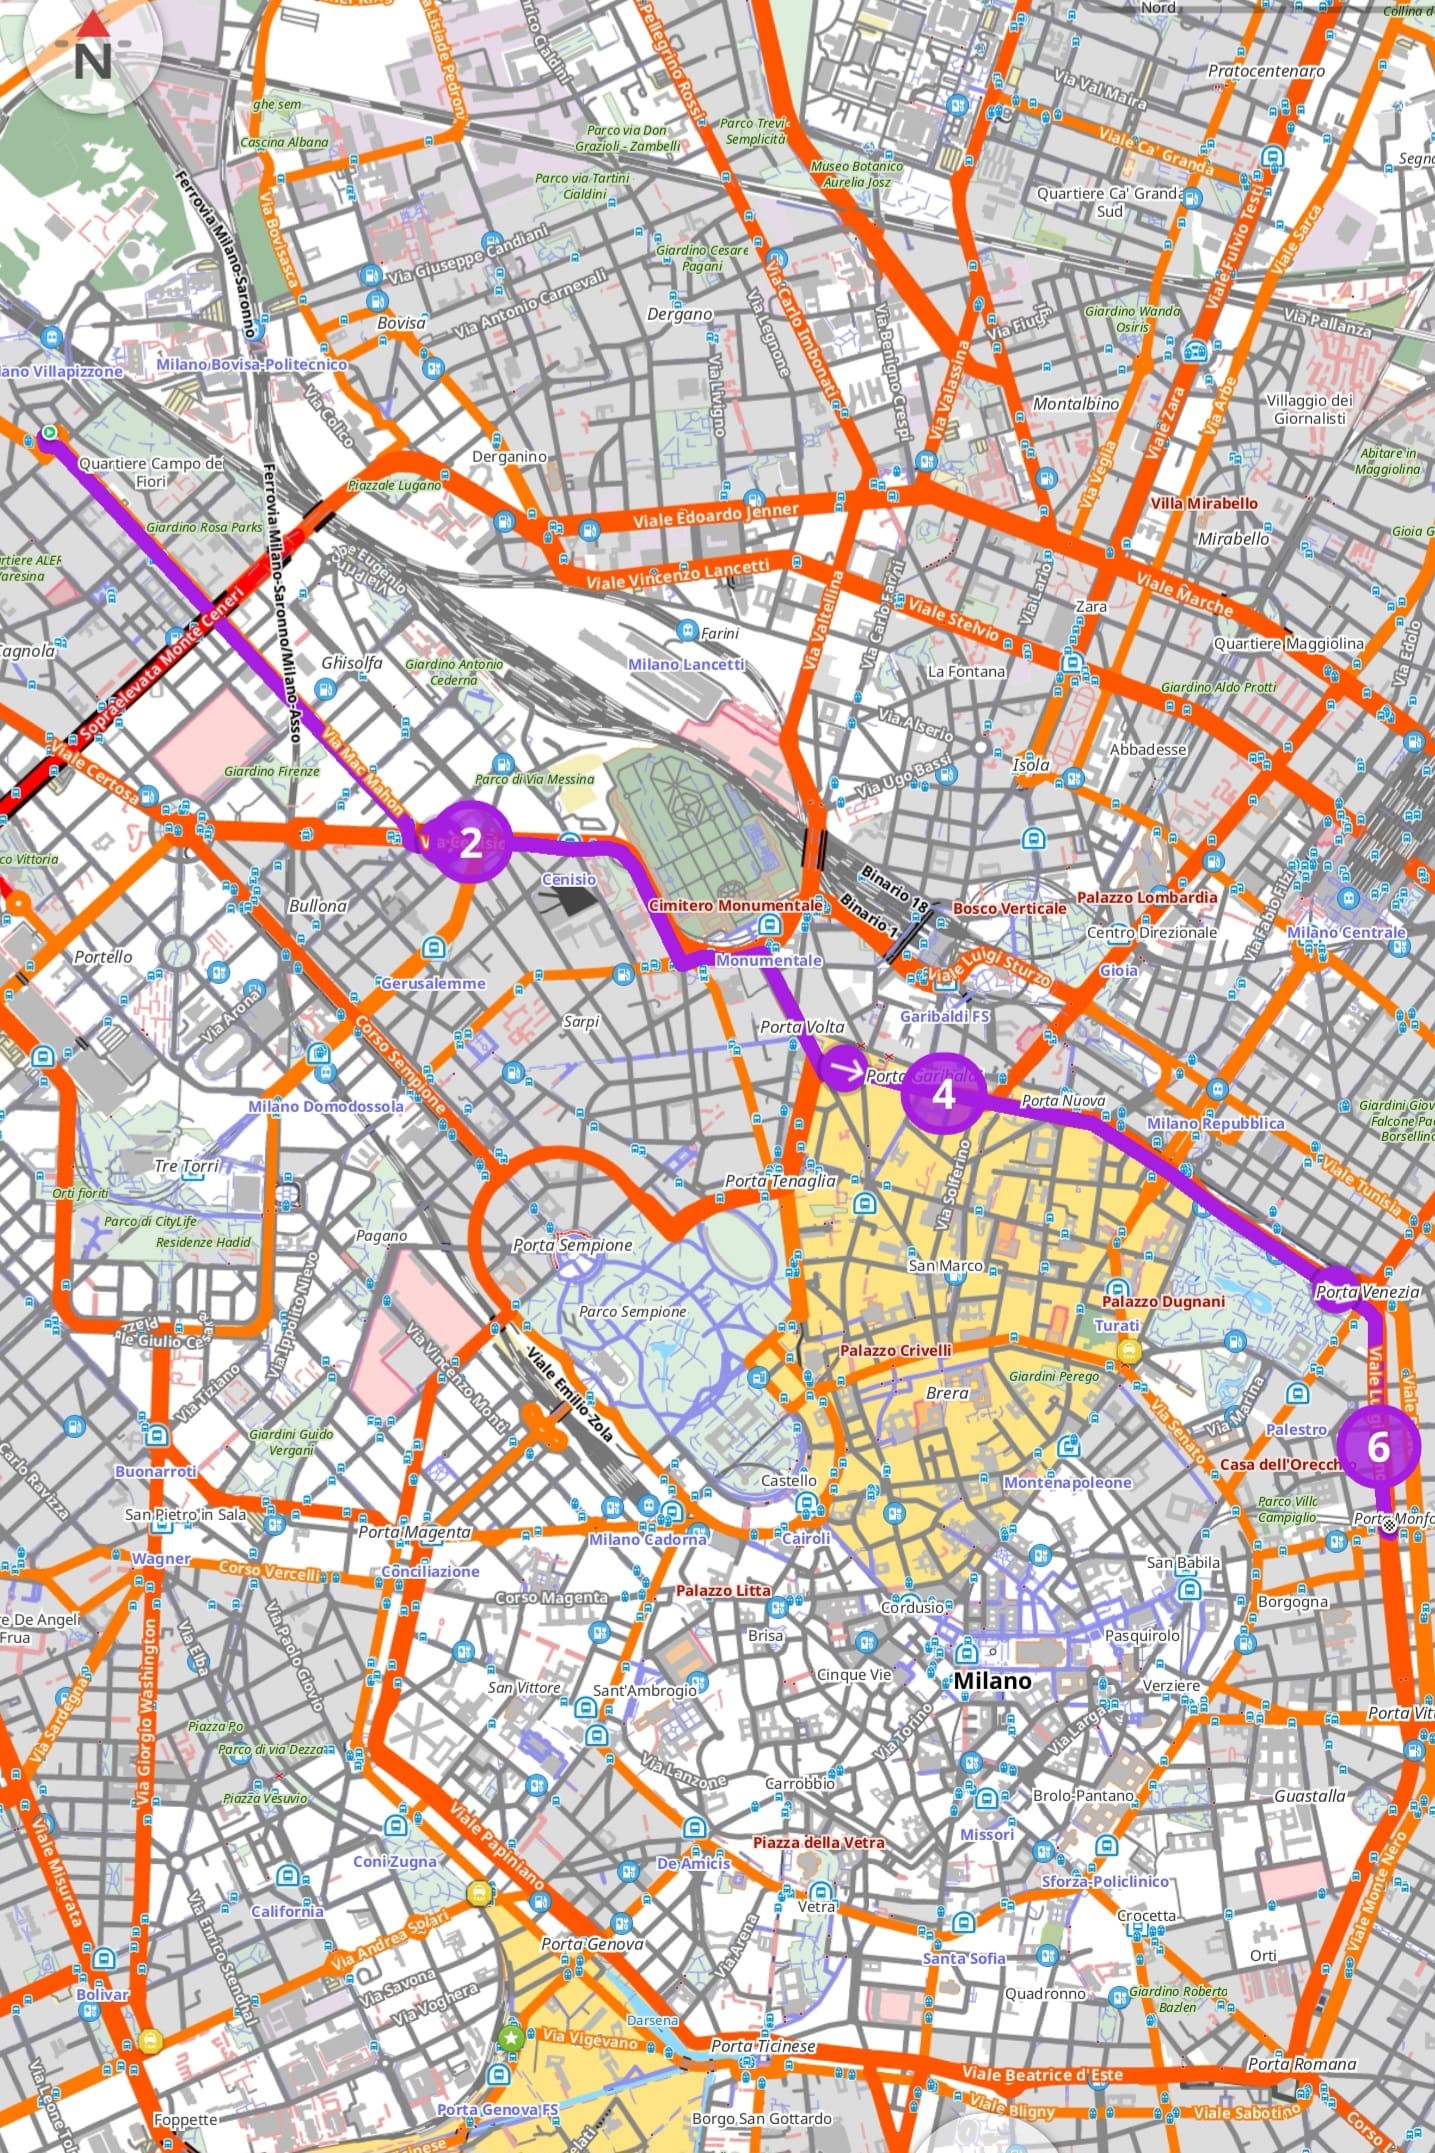 Nord
Collina d
N
Via Lisiade Pedroni
nrico Cialdini
Pellegrino Rossi
ghe sem
Cascina Albana
Parco via Don
Grazioli - Zambelli
Parco Trevi-
Semplicità
Via Val Maira
Pratocentenaro
Viale Ca' Granda
Segna
Museo Botanico
Aurelia Josz
Parco via Tartini
Cialdini
Quartiere Ca' Granda
Sud
Ferrovia Milano-Saronno
Via Bovisasca
Via Giuseppe Candiani
Giardino Cesare
Pagani
Via Carlo Imbonati
Viale Fulvio Testi
Viale Sarca
Via Antonio Carnevali
Bovisa
Dergano
Via Legnone
Via Benigno Crespi
Giardino Wanda
Osiris
Via Pallanza
lano Villapizzone
Milano Bovisa-Politecnico
Via Colico
Via Livigno
Via Valassina
Montalbino
Viale Zara
Via Arbe
Villaggio dei
Giornalisti
Quartiere Campo dei
Fiori
Derganino
Piazzale Lugano
Via Veglia
Abitare in
Maggiolina
Viale Edoardo Jenner
Villa Mirabello
Mirabello
Gioia G
Giardino Rosa Parks
rtiere ALER
Ferrovia Milano-Saronno/Milano-Asso
Viale Vincenzo Lancetti
Viale Stelvio
Via Carlo Farini
Via Valtellina
Via Lario
Viale Marche
Zara
Sopraelevata Monte Ceneri
Farini
Milano Lancetti
Quartiere Maggiolina
Via Edolo
Cagnola
Ghisolfa
Giardino Antonio
Cederna
La Fontana
Giardino Aldo Protti
Via Alserio
Via Ugo Bassi
Isola
Abbadesse
Viale Certosa
Via Mac Mahon
Giardino Firenze
Parco di Via Messina
2
Cenisio
co Vittoria
Bullona
Cimitero Monumentale
Binario 18
Binario 1
Bosco Verticale
Palazzo Lombardia
Centro Direzionale
Via Fabio Filzi
Milano Centrale
Portello
Monumentale
Viale Luigi Sturzo
Gioia
Gerusalemme
Via Arona
Sarpi
Porta Volta
Garibaldi FS
Corso Sempione
Porta Garibaldi
4
Porta Nuova
Milano Domodossola
Milano Repubblica
Giardini Giov
Falcone Pao
Borsellino
Tre Torri
Porta Tenaglia
Via Solferino
Viale Tunisia
Orti fioriti
Parco di CityLife
Residenze Hadid
Pagano
Porta Sempione
San Marco
Porta Venezia
Via Ippolito Nievo
Parco Sempione
Palazzo Dugnani
Turati
Via Vincenzo Monti
Viale Emilio Zola
Palazzo Crivelli
Giardini Perego
Brera
Via Tiziano
Via Senato
Via Marina
Palestro
6
Giardini Guido
Vergani
Carlo Ravizza
Buonarroti
Castello
Montenapoleone
Casa dell'Orecchio
San Pietro in Sala
Porta Magenta
Parco Villa
Campiglio
Porta Monfo
Wagner
Milano Cadorna
Cairoli
Corso Vercelli
Conciliazione
San Babila
Corso Magenta
Palazzo Litta
Cordusio
Borgogna
re De Angeli
Frua
Via Elba
Via Paolo Giovio
Brisa
Pasquirolo
Via Giorgio Washington
Cinque Vie
Milano
San Vittore
Sant'Ambrogio
Verziere
Via Sardegna
Piazza Po
Parco di via Dezza
Via Torino
Via Larga
Porta Vitt
Via Lanzone
Piazza Vesuvio
Carrobbio
Brolo-Pantano
Guastalla
Viale Misurata
Viale Papiniano
Piazza della Vetra
Missori
Coni Zugna
De Amicis
Sforza-Policlinico
Viale Monte Nero
California
Vetra
Crocetta
Via Andrea Solari
Porta Genova
Via Arena
Santa Sofia
Orti
Via Enrico Stendhal
Via Savona
Via Voghera
Bolivar
Quadronno
Giardino Roberto
Bazlen
Darsena
Via Vigevano
Porta Ticinese
Viale Beatrice d'Este
Porta Romana
Porta Genova FS
Viale Bligny
Viale Sabotino
Foppette
Borgo San Gottardo
Corso